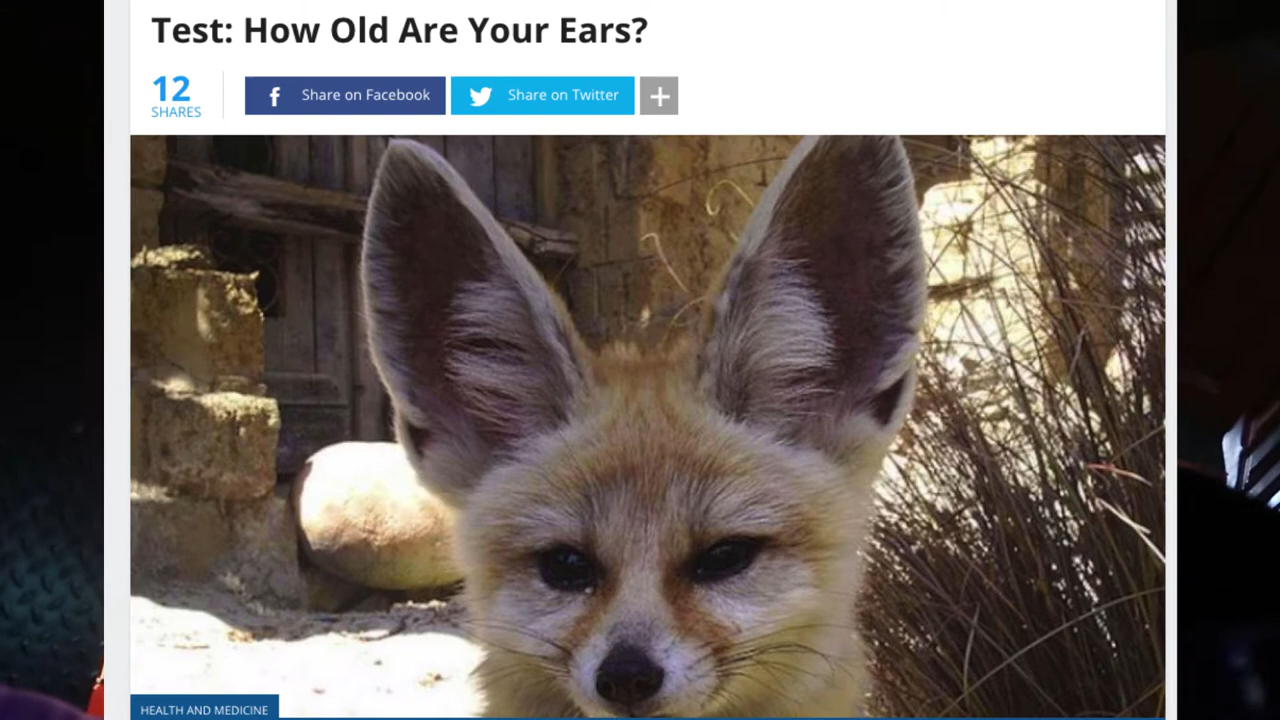 Test: How Old Are Your Ears?
12
SHARES
Share on Facebook
Share on Twitter
HEALTH AND MEDICINE